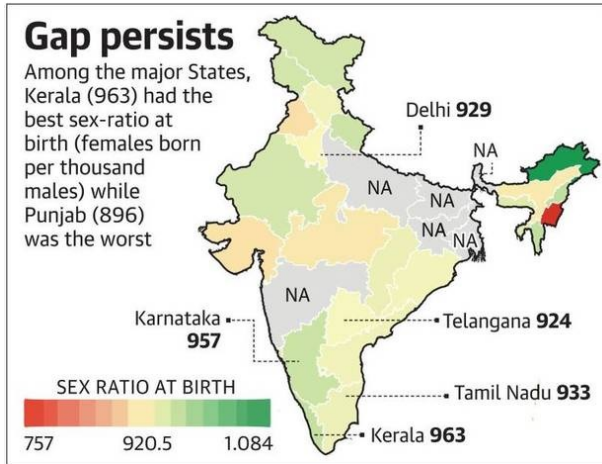 Gap persists
Among the major States,
Kerala (963) had the
best sex-ratio at
birth (females born
per thousand
males) while
Punjab (896)
was the worst
Delhi 929
NA
NA
NA
NA
NA
NA
Karnataka
957
Telangana 924
SEX RATIO AT BIRTH
Tamil Nadu 933
Kerala 963
757 920.5 1.084